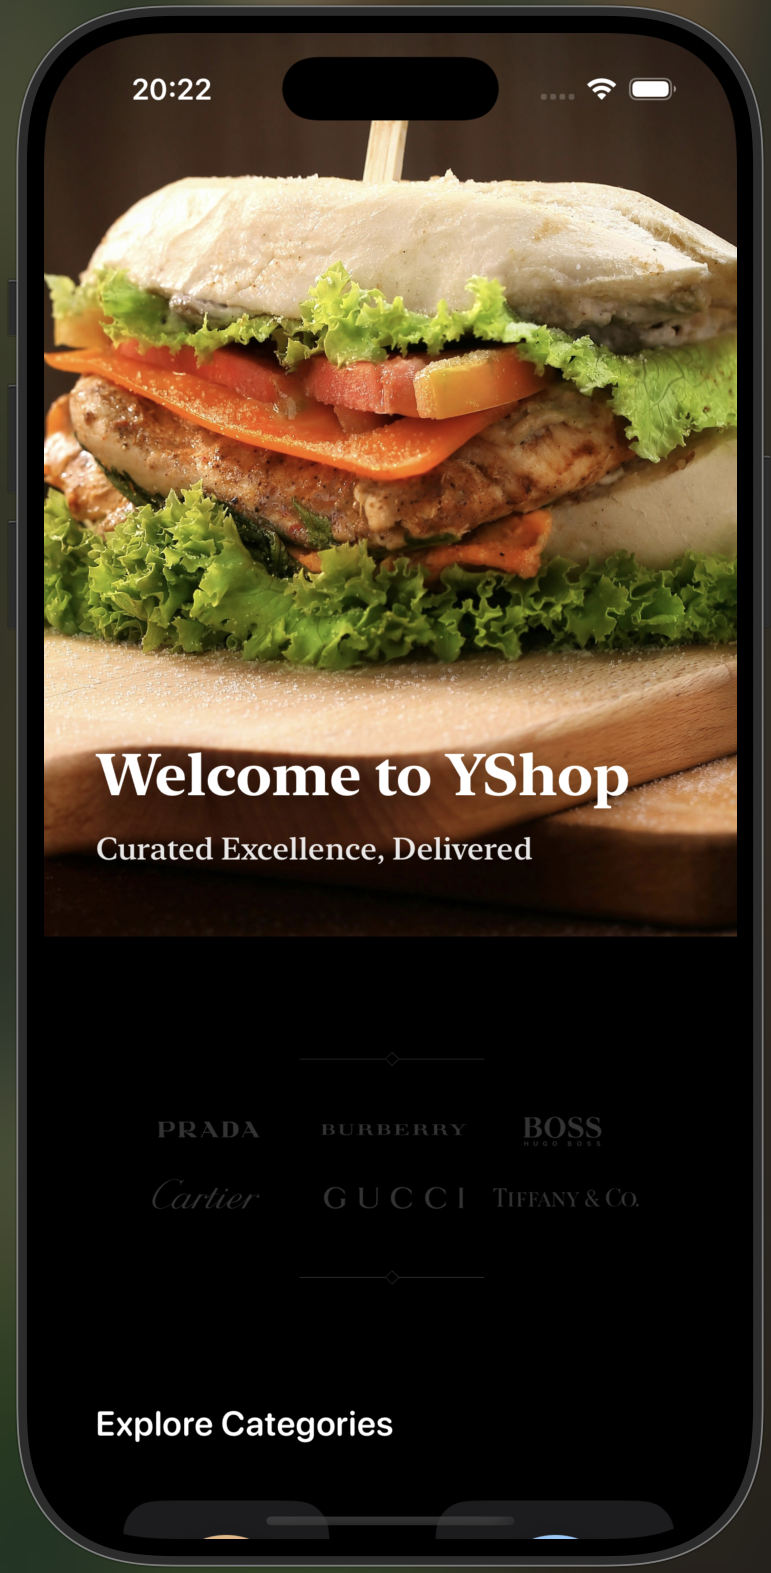 20:22
Welcome to YShop
Curated Excellence, Delivered
PRADA BURBERRY BOSS
HUGO BOSS
Cartier GUCCI TIFFANY & CO.
Explore Categories